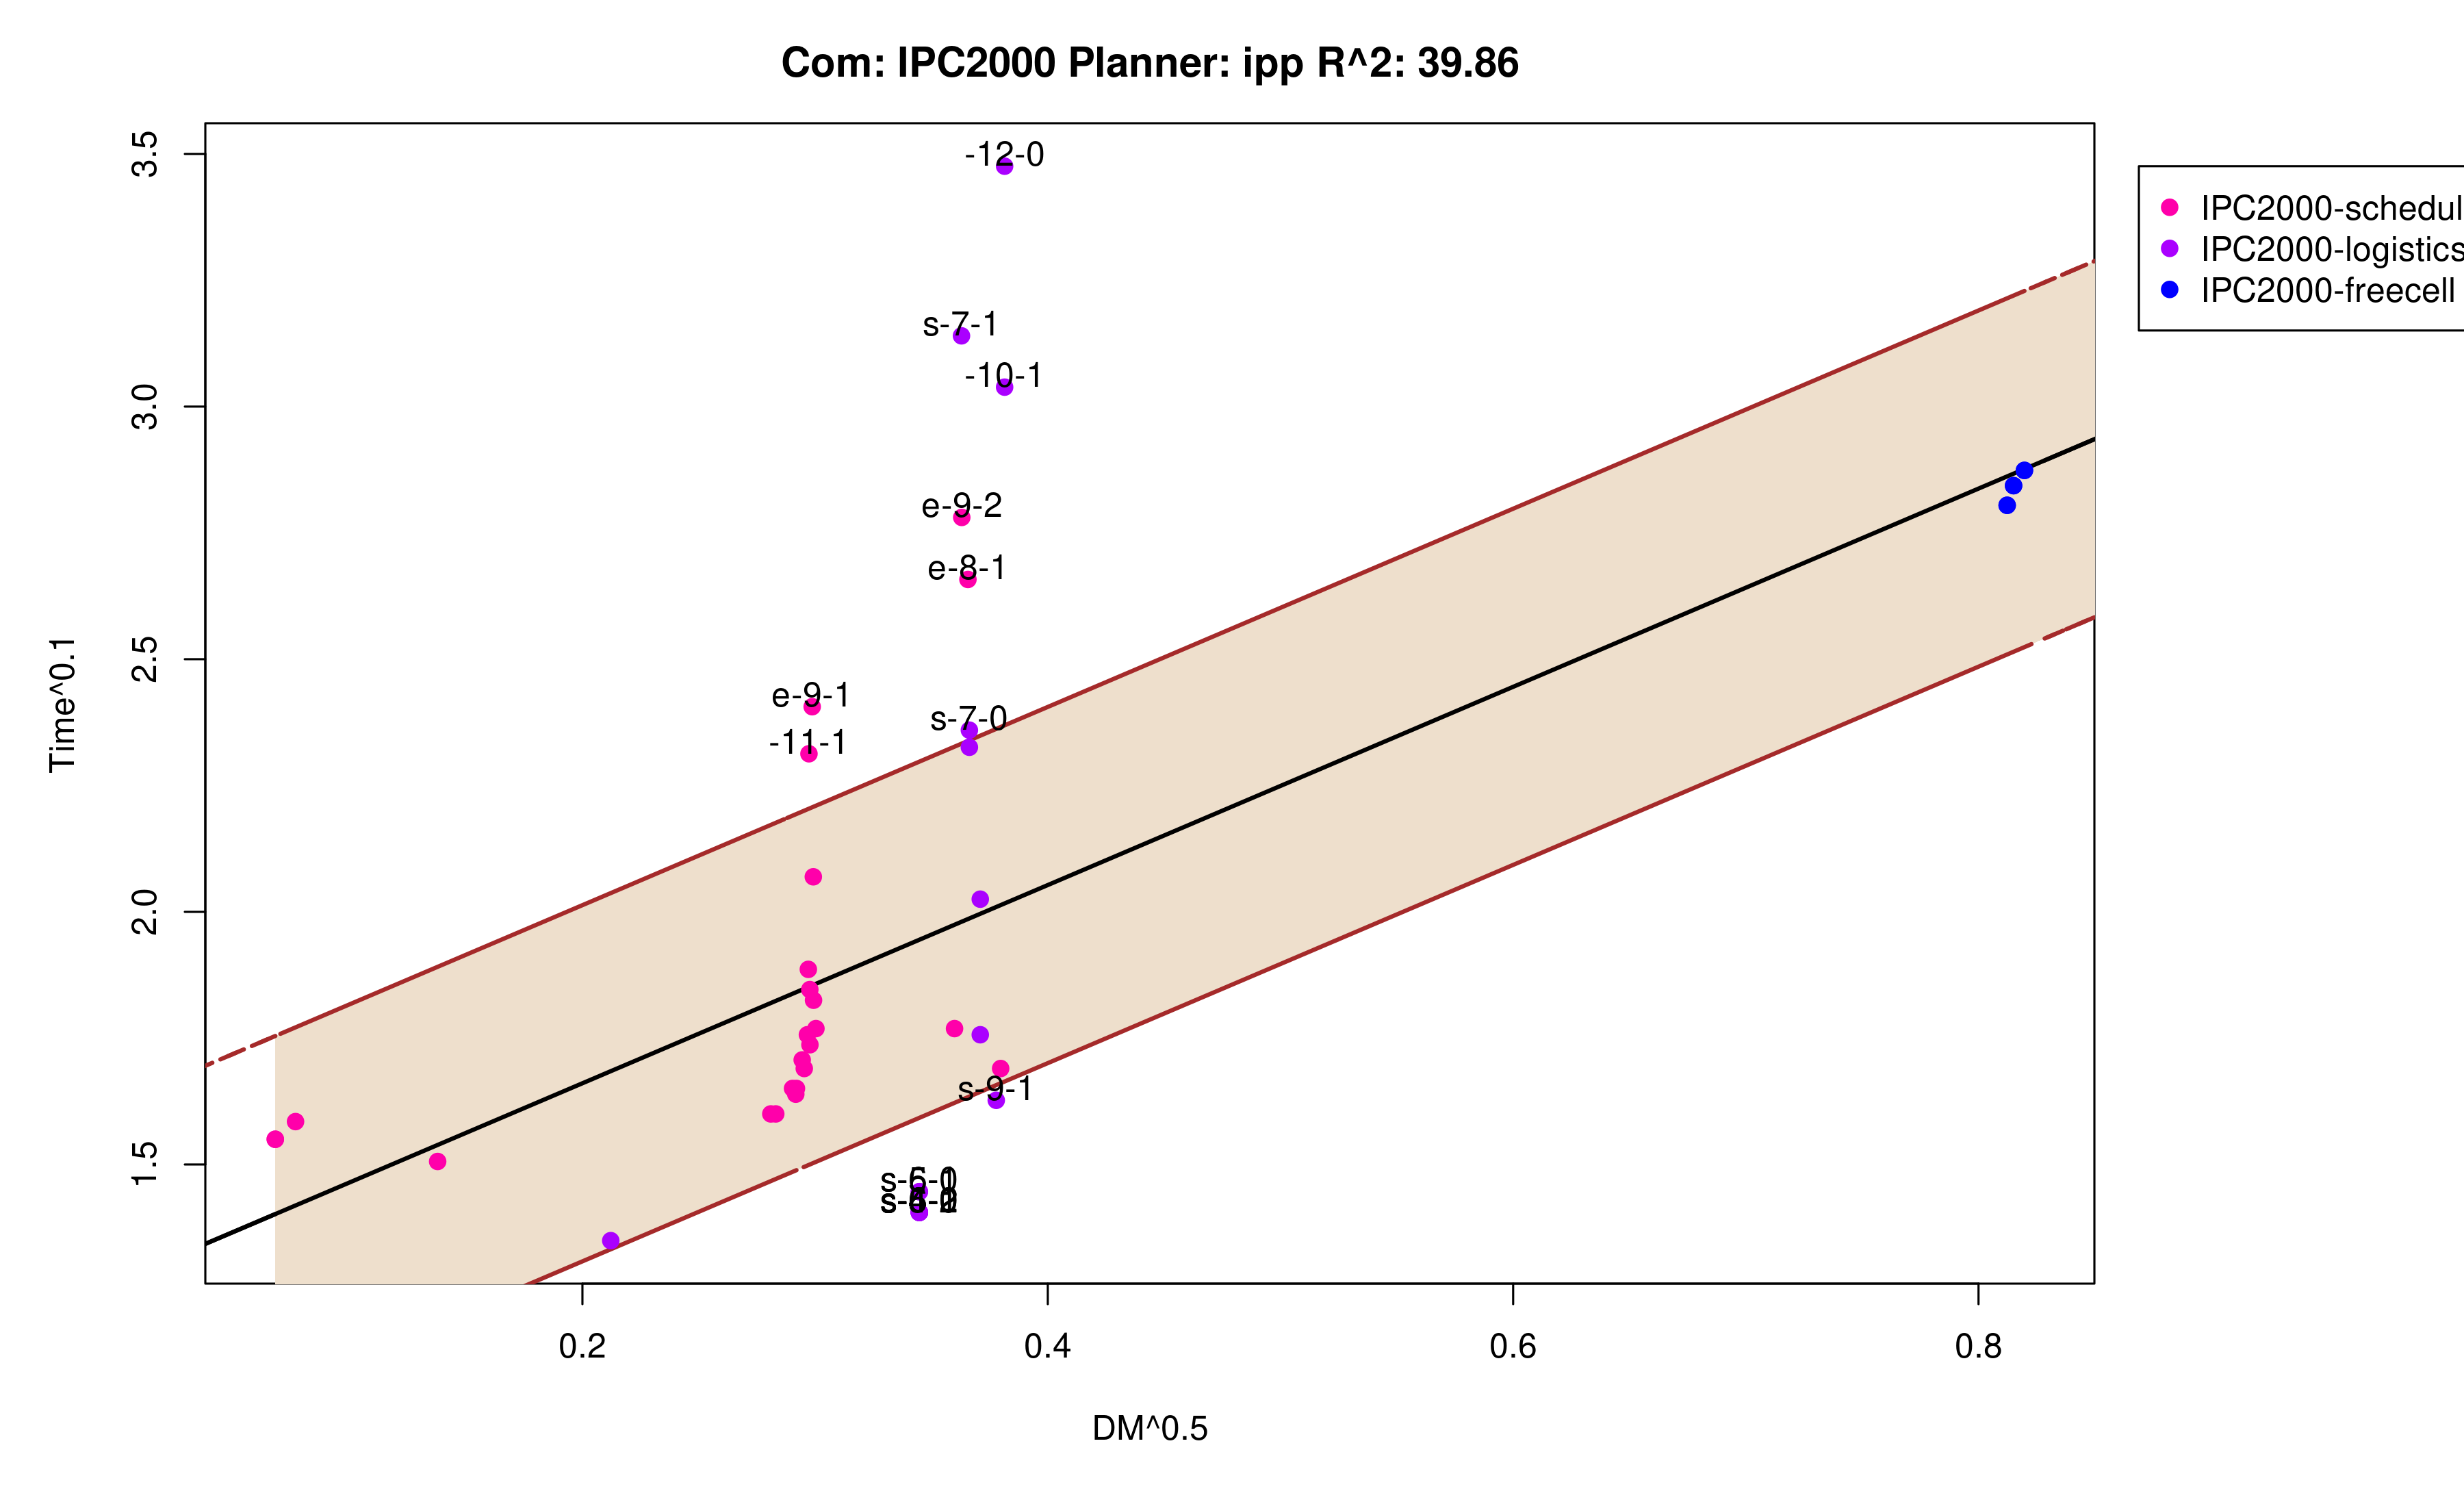 Com: IPC2000 Planner: ipp R^2: 39.86
3.5
3.0
2.5
2.0
1.5
Time^0.1
-12-0
s-7-1
-10-1
e-9-2
e-8-1
e-9-1
s-7-0
-11-1
s-9-1
0.2
0.4
0.6
0.8
DM^0.5
IPC2000-schedul
IPC2000-logistics
IPC2000-freecell